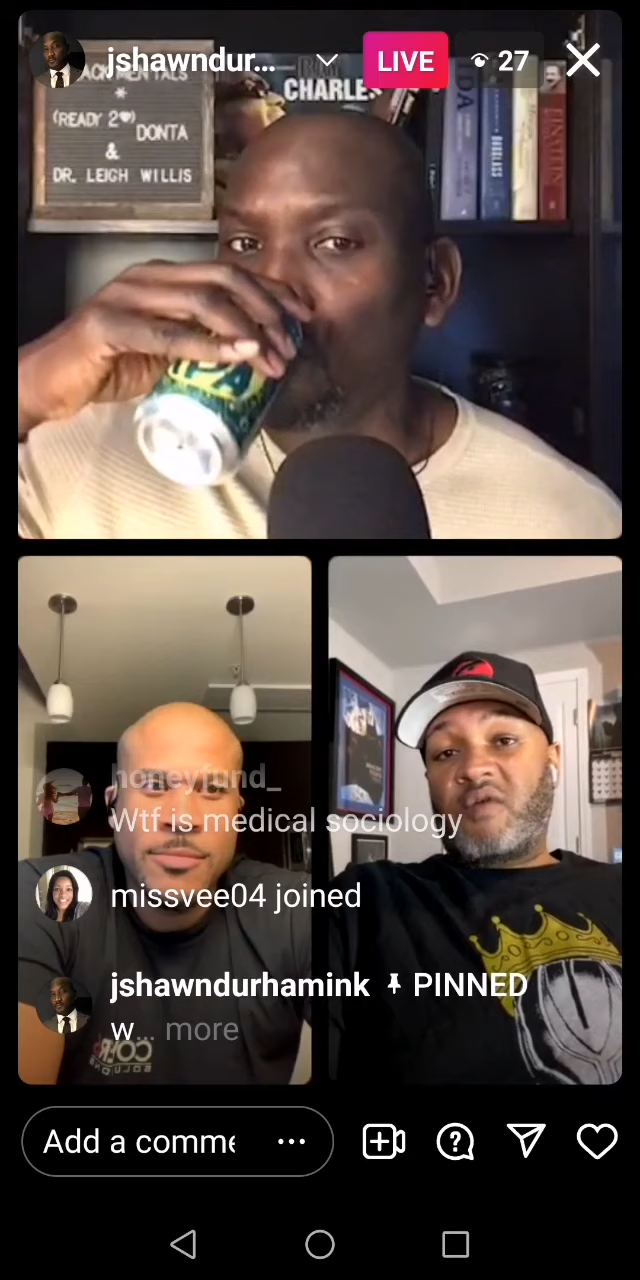 jshawndur...
LIVE
27
*
(READY 2♥)
DONTA
&
DR. LEIGH WILLIS
CHARLES
honeyfund_
Wtf is medical sociology
missvee04 joined
jshawndurhamink PINNED
w... more
Add a comme